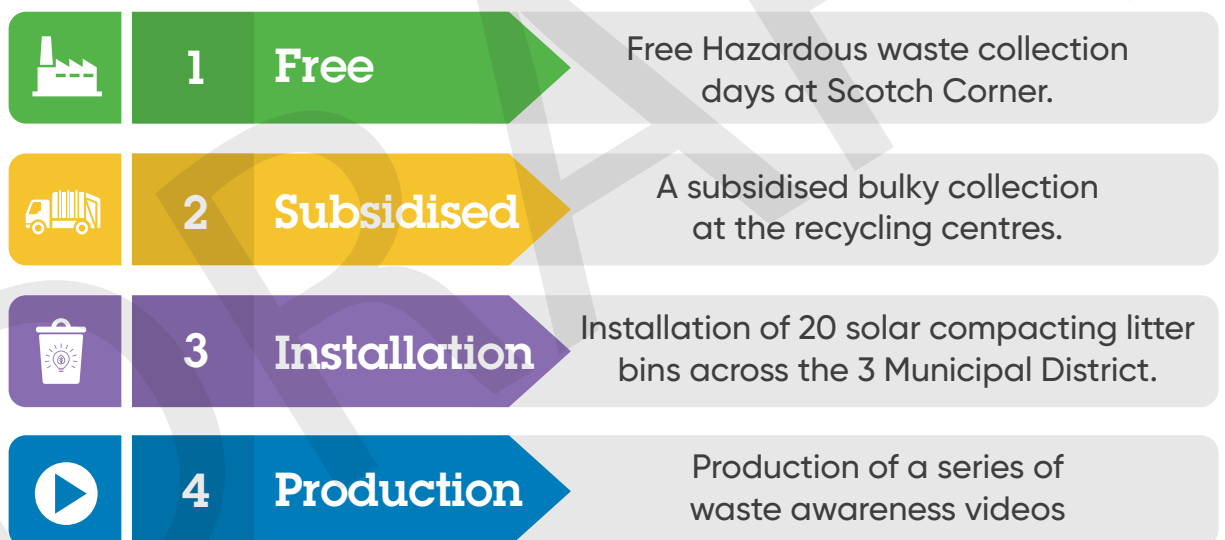 1 Free
Free Hazardous waste collection
days at Scotch Corner.
2 Subsidised
A subsidised bulky collection
at the recycling centres.
3 Installation
Installation of 20 solar compacting litter
bins across the 3 Municipal District.
4 Production
Production of a series of
waste awareness videos